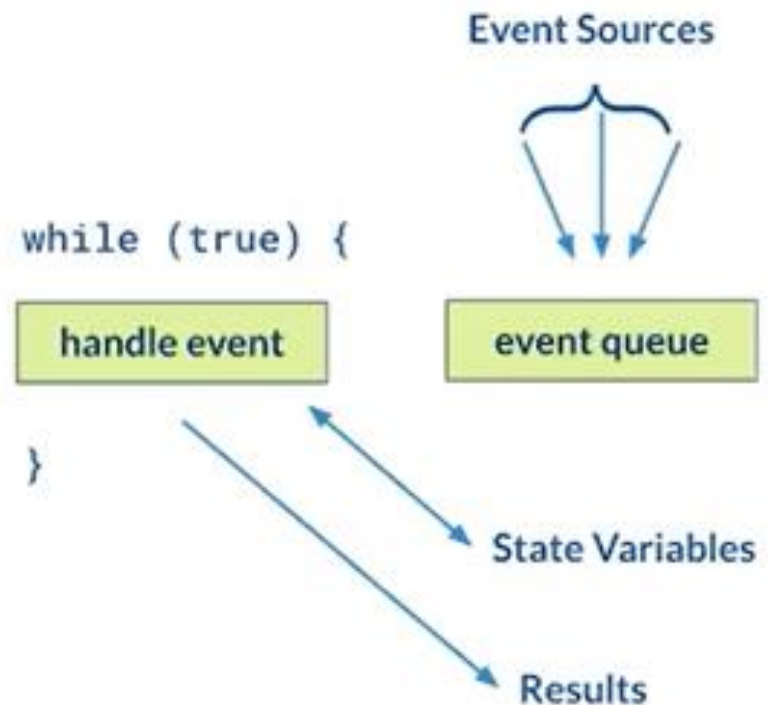 Event Sources
while (true) {
handle event
event queue
}
State Variables
Results